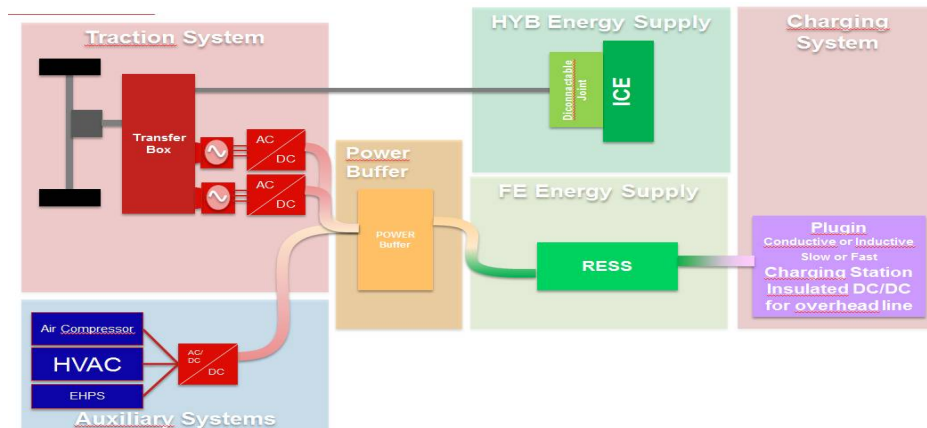 Traction System
HYB Energy Supply
Charging
System
Diconnactable
Joint
ICE
Transfer
Box
AC
DC
AC
DC
Power
Buffer
POWER
Buffer
FE Energy Supply
RESS
Plugin
Conductive or Inductive
Slow or Fast
Charging Station
Insulated DC/DC
for overhead line
Air Compressor
HVAC
EHPS
AC/
DC
DC
Auxiliary Systems